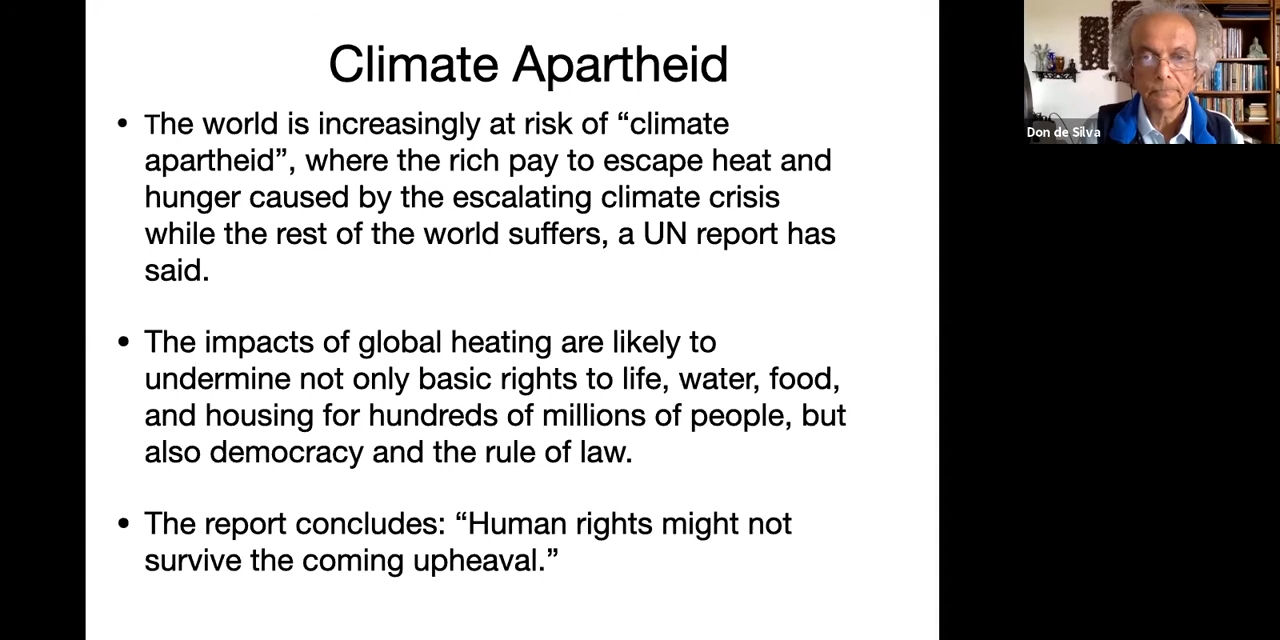 Climate Apartheid
• The world is increasingly at risk of “climate
apartheid”, where the rich pay to escape heat and
hunger caused by the escalating climate crisis
while the rest of the world suffers, a UN report has
said.
• The impacts of global heating are likely to
undermine not only basic rights to life, water, food,
and housing for hundreds of millions of people, but
also democracy and the rule of law.
• The report concludes: “Human rights might not
survive the coming upheaval.”
Don de Silva